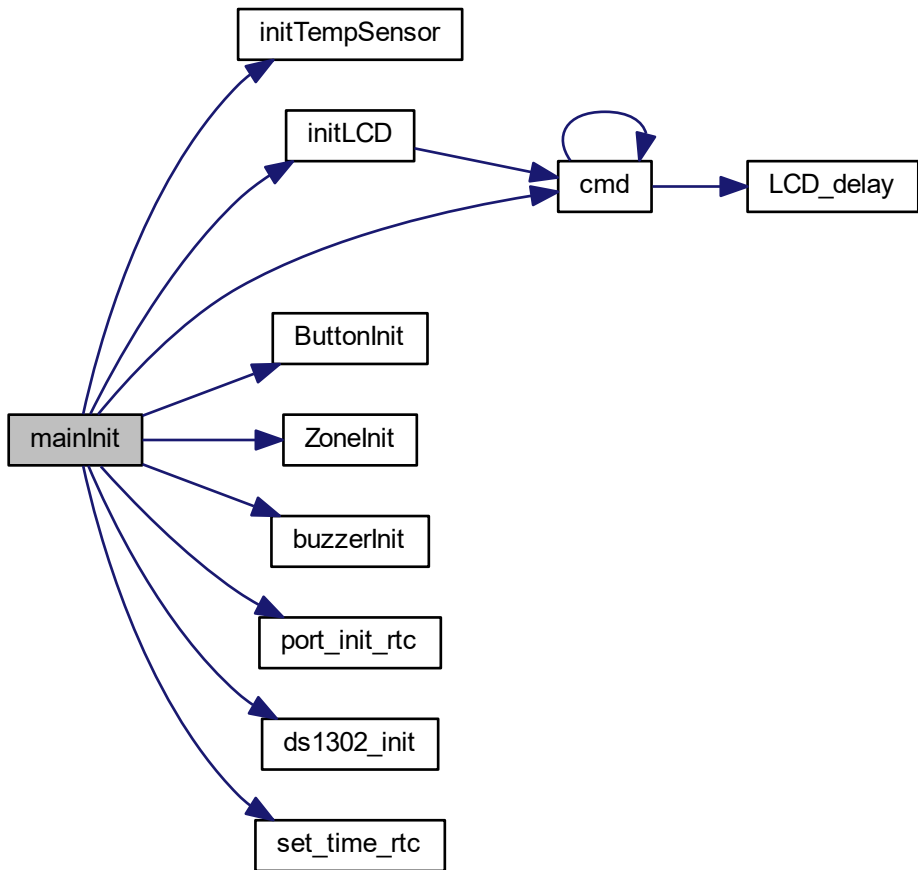 initTempSensor
initLCD
cmd
LCD_delay
ButtonInit
mainInit
ZoneInit
buzzerInit
port_init_rtc
ds1302_init
set_time_rtc